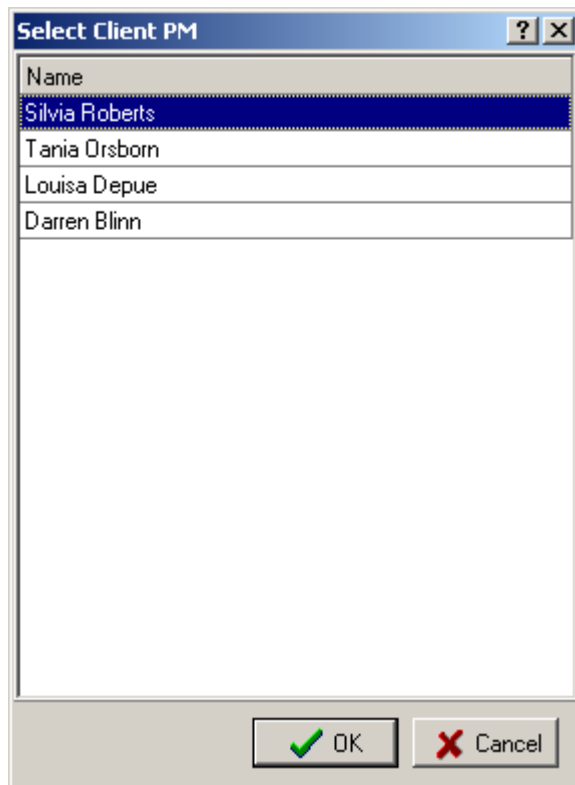 Select Client PM
Name
Silvia Roberts
Tania Orsborn
Louisa Depue
Darren Blinn
OK
Cancel